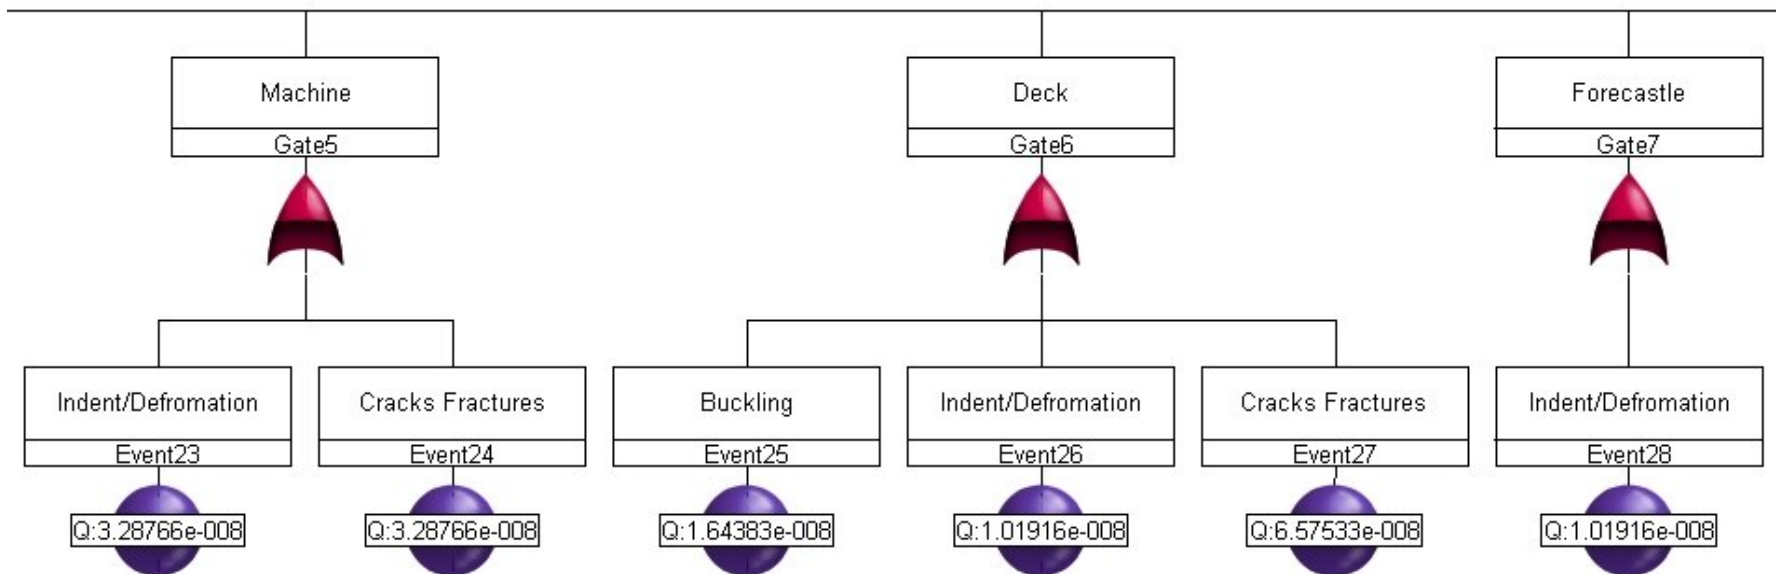 Machine
Gate5
Deck
Gate6
Forecastle
Gate7
Indent/Defromation
Event23
Cracks Fractures
Event24
Buckling
Event25
Indent/Defromation
Event26
Cracks Fractures
Event27
Indent/Defromation
Event28
Q:3.28766e-008
Q:3.28766e-008
Q:1.64383e-008
Q:1.01916e-008
Q:6.57533e-008
Q:1.01916e-008